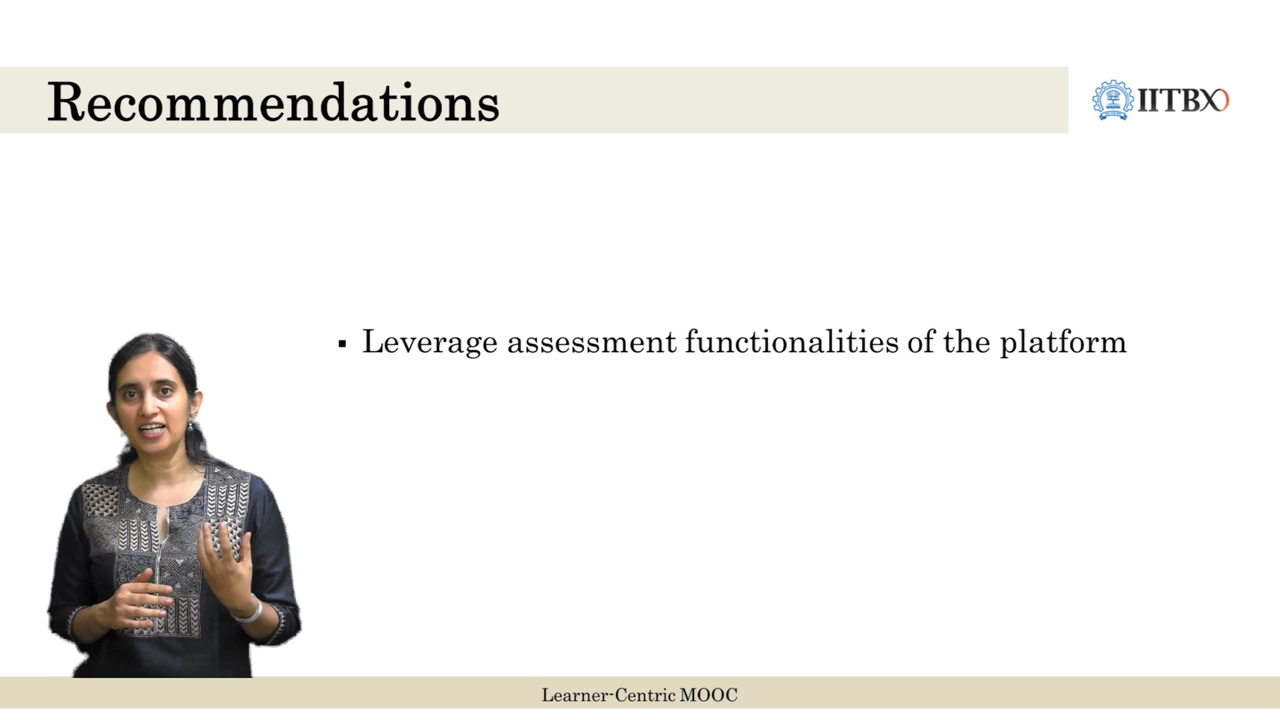 Recommendations
IITBX
▪ Leverage assessment functionalities of the platform
Learner-Centric MOOC